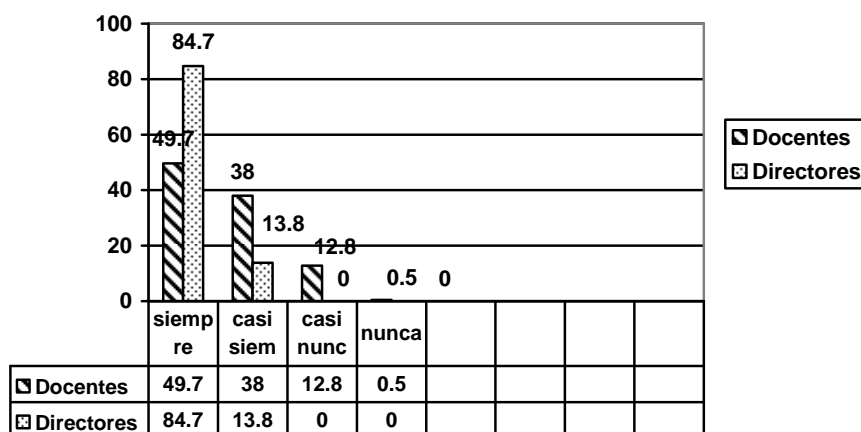 100
84.7
80
60
49.7
38
40
13.8
20
12.8
0
0.5
0
0
Docentes
Directores
siemp
re
casi
siem
casi
nunc
nunca
Docentes 49.7 38 12.8 0.5
Directores 84.7 13.8 0 0